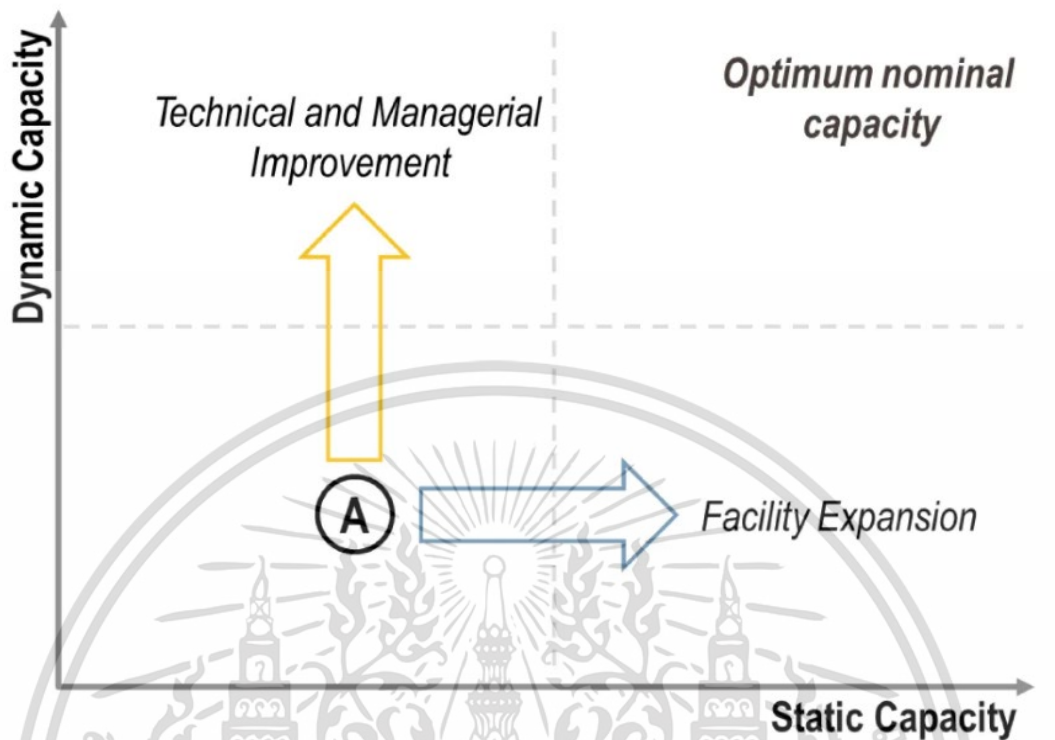 Dynamic Capacity
Technical and Managerial
Improvement
Optimum nominal
capacity
A
Facility Expansion
Static Capacity